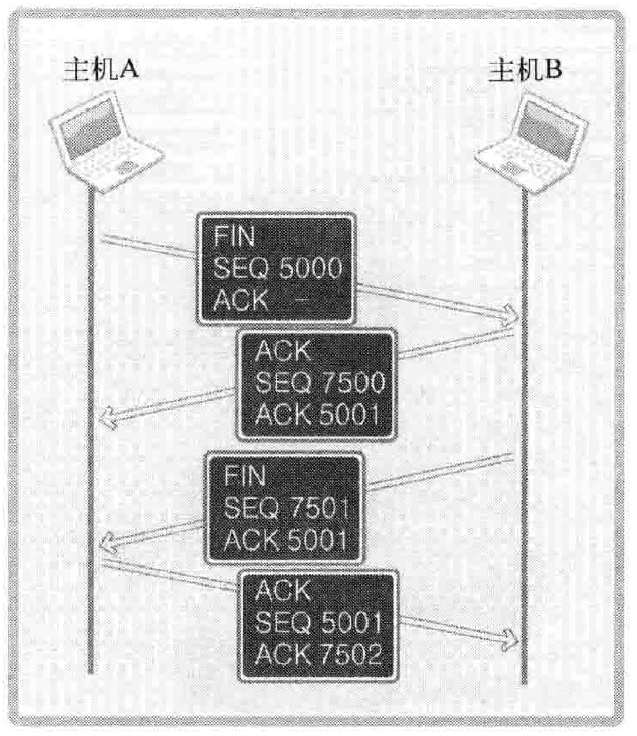 主机A
主机B
FIN
SEQ 5000
ACK –
ACK
SEQ 7500
ACK 5001
FIN
SEQ 7501
ACK 5001
ACK
SEQ 5001
ACK 7502